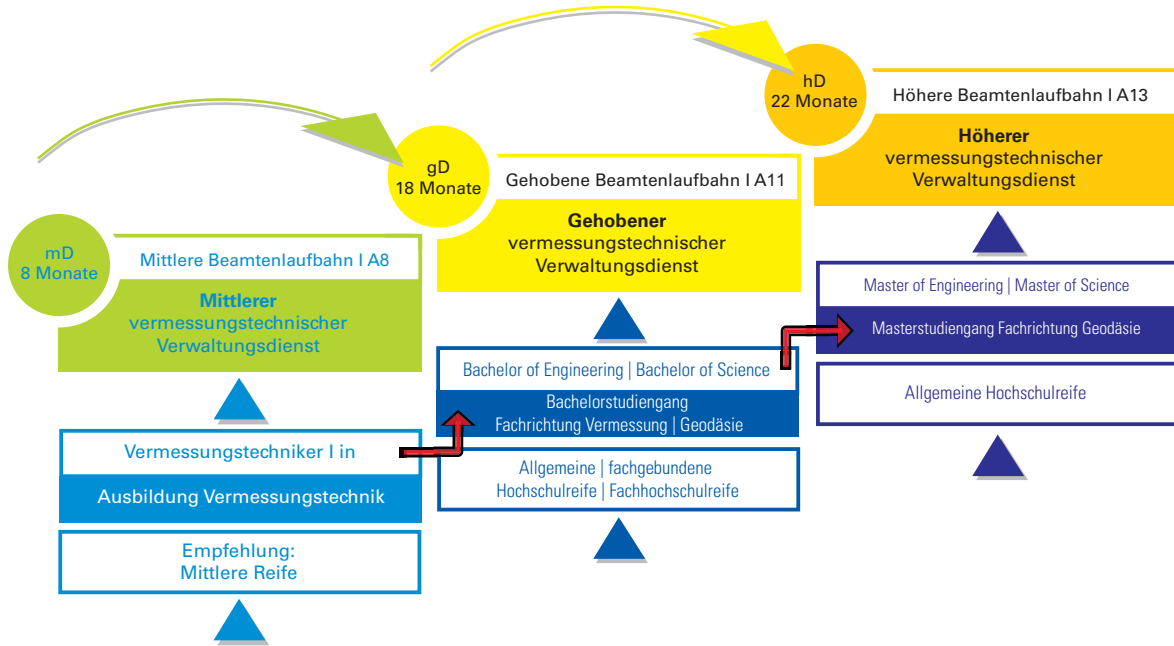 hD
22 Monate
Höhere Beamtenlaufbahn I A13
Höherer
vermessungstechnischer
Verwaltungsdienst
gD
18 Monate
Gehobene Beamtenlaufbahn I A11
Gehobener
vermessungstechnischer
Verwaltungsdienst
mD
8 Monate
Mittlere Beamtenlaufbahn I A8
Mittlerer
vermessungstechnischer
Verwaltungsdienst
Master of Engineering | Master of Science
Masterstudiengang Fachrichtung Geodäsie
Allgemeine Hochschulreife
Bachelor of Engineering | Bachelor of Science
Bachelorstudiengang
Fachrichtung Vermessung | Geodäsie
Allgemeine | fachgebundene
Hochschulreife | Fachhochschulreife
Vermessungstechniker I in
Ausbildung Vermessungstechnik
Empfehlung:
Mittlere Reife